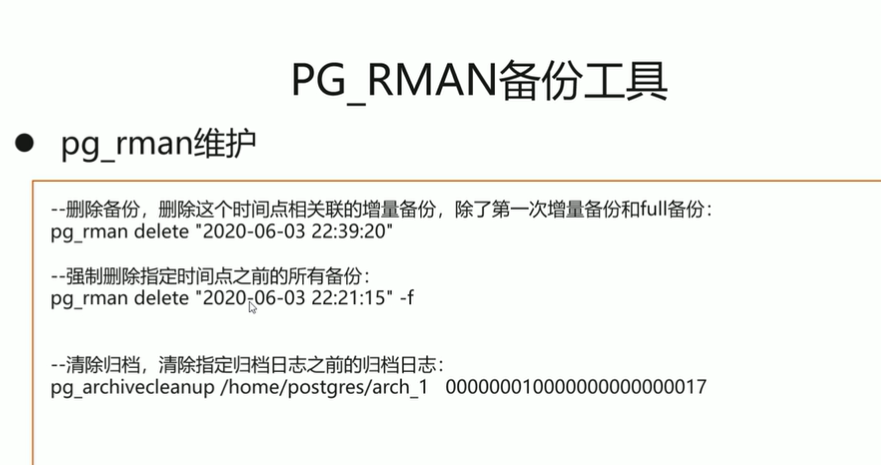 PG_RMAN备份工具
● pg_rman维护
--删除备份，删除这个时间点相关联的增量备份，除了第一次增量备份和full备份：
pg_rman delete "2020-06-03 22:39:20"
--强制删除指定时间点之前的所有备份：
pg_rman delete "2020-06-03 22:21:15" -f
--清除归档，清除指定归档日志之前的归档日志：
pg_archivecleanup /home/postgres/arch_1 000000010000000000000017